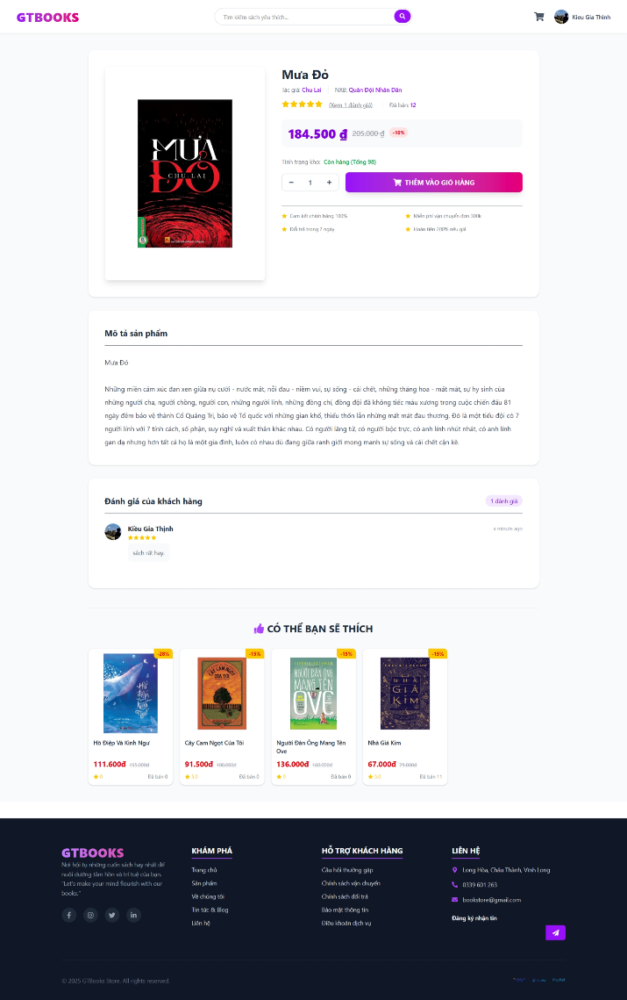 GTBOOKS
Tìm kiếm sách yêu thích...
Kieu Gia Thinh
MƯA
ĐỎ
CHU LAI
Mưa Đỏ
Tác giả: Chu Lai
NXB: Quân Đội Nhân Dân
(Xem 1 đánh giá)
Đã bán: 12
184.500 ₫ 205.000 ₫ -10%
Tình trạng kho: Còn hàng (Tổng 98)
− 1 +
THÊM VÀO GIỎ HÀNG
Cam kết chính hãng 100%
Miễn phí vận chuyển đơn 300k
Đổi trả trong 7 ngày
Hoàn tiền 200% nếu giả
Mô tả sản phẩm
Mưa Đỏ
Những miền cảm xúc đan xen giữa nụ cười - nước mắt, nỗi đau - niềm vui, sự sống - cái chết, những thăng hoa - mất mát, sự hy sinh của
những người cha, người chồng, người con, những người lính, những đồng chí, đồng đội đã không tiếc máu xương trong cuộc chiến đấu 81
ngày đêm bảo vệ thành Cổ Quảng Trị, bảo vệ Tổ quốc với những gian khổ, thiếu thốn lẫn những mất mát đau thương. Đó là một tiểu đội có 7
người lính với 7 tính cách, số phận, suy nghĩ và xuất thân khác nhau. Có người lãng tử, có người bộc trực, có anh lính nhút nhát, có anh lính
gan dạ nhưng hơn tất cả họ là một gia đình, luôn có nhau dù đang giữa ranh giới mong manh sự sống và cái chết cận kề.
Đánh giá của khách hàng
1 đánh giá
Kiều Gia Thịnh
a minute ago
sách rất hay.
CÓ THỂ BẠN SẼ THÍCH
-28%
Hồ Điệp Và Kình Ngư
111.600đ 155.000đ
0
Đã bán 0
-15%
CÂY CAM NGỌT
CỦA TÔI
Cây Cam Ngọt Của Tôi
91.500đ 108.000đ
5.0
Đã bán 0
-15%
NGƯỜI ĐÀN ÔNG
MANG TÊN
OVE
Người Đàn Ông Mang Tên
Ove
136.000đ 160.000đ
0
Đã bán 0
-15%
NHÀ
GIẢ
KIM
Nhà Giả Kim
67.000đ 79.000đ
5.0
Đã bán 11
GTBOOKS
Nơi hội tụ những cuốn sách hay nhất để
nuôi dưỡng tâm hồn và trí tuệ của bạn.
"Let's make your mind flourish with our
books."
KHÁM PHÁ
Trang chủ
Sản phẩm
Về chúng tôi
Tin tức & Blog
Liên hệ
HỖ TRỢ KHÁCH HÀNG
Câu hỏi thường gặp
Chính sách vận chuyển
Chính sách đổi trả
Bảo mật thông tin
Điều khoản dịch vụ
LIÊN HỆ
Long Hòa, Châu Thành, Vĩnh Long
0339 601 263
bookstore@gmail.com
Đăng ký nhận tin
© 2025 GTBooks Store. All rights reserved.